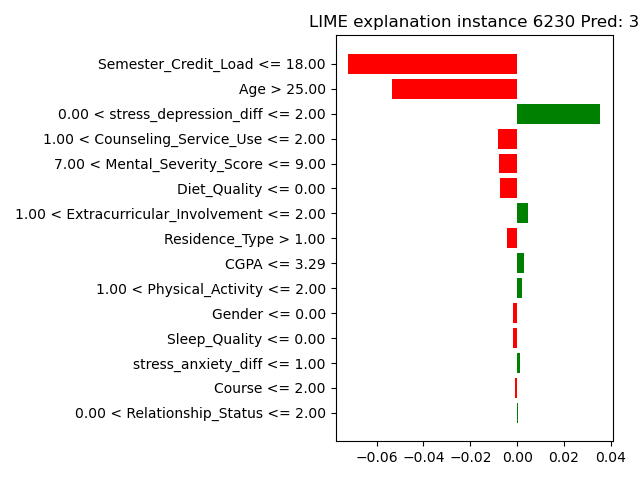 LIME explanation instance 6230 Pred: 3
Semester_Credit_Load <= 18.00
Age > 25.00
0.00 < stress_depression_diff <= 2.00
1.00 < Counseling_Service_Use <= 2.00
7.00 < Mental_Severity_Score <= 9.00
Diet_Quality <= 0.00
1.00 < Extracurricular_Involvement <= 2.00
Residence_Type > 1.00
CGPA <= 3.29
1.00 < Physical_Activity <= 2.00
Gender <= 0.00
Sleep_Quality <= 0.00
stress_anxiety_diff <= 1.00
Course <= 2.00
0.00 < Relationship_Status <= 2.00
−0.06 −0.04 −0.02 0.00 0.02 0.04